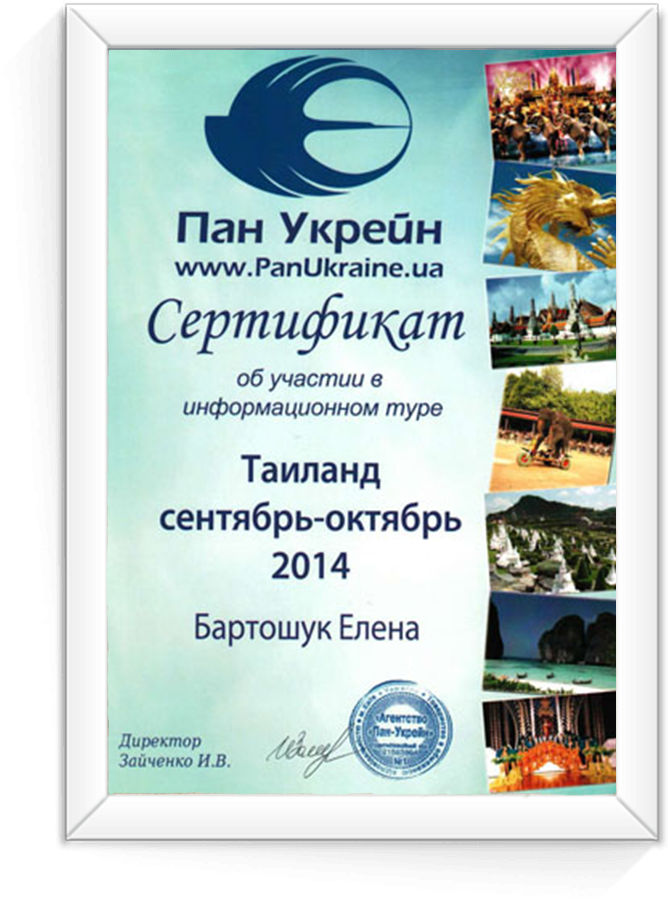 Пан Укрейн
www.PanUkraine.ua
Сертификат
об участии в
информационном туре
Таиланд
сентябрь-октябрь
2014
Бартошук Елена
Директор
Зайченко И.В.
«Агентство
«Пан-Укрейн»